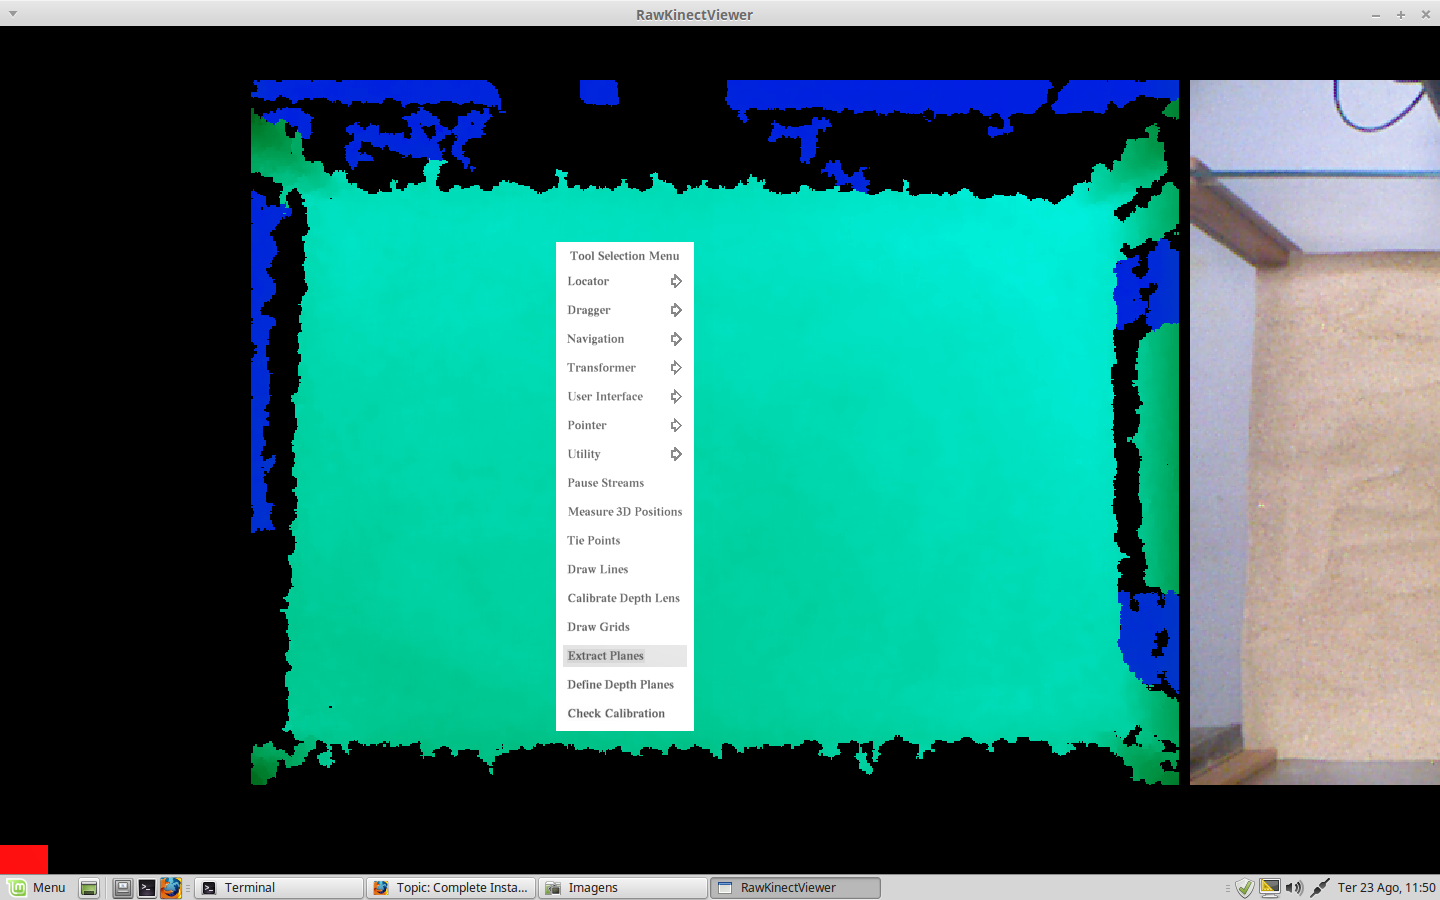 RawKinectViewer
Tool Selection Menu
Locator
Dragger
Navigation
Transformer
User Interface
Pointer
Utility
Pause Streams
Measure 3D Positions
Tie Points
Draw Lines
Calibrate Depth Lens
Draw Grids
Extract Planes
Define Depth Planes
Check Calibration
Menu
Terminal
Topic: Complete Insta...
Imagens
RawKinectViewer
Ter 23 Ago, 11:50